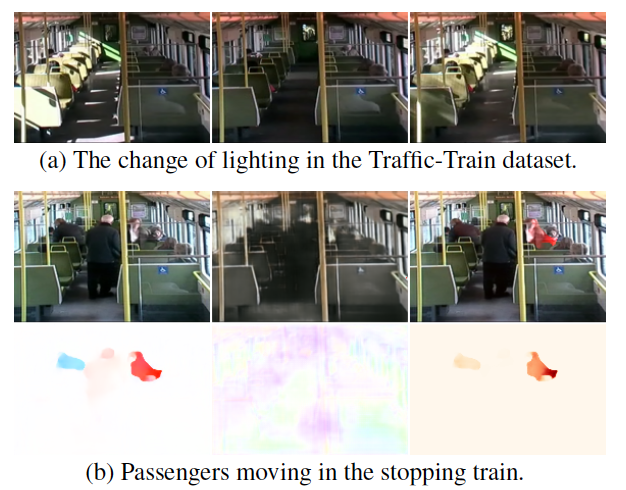 (a) The change of lighting in the Traffic-Train dataset.
(b) Passengers moving in the stopping train.